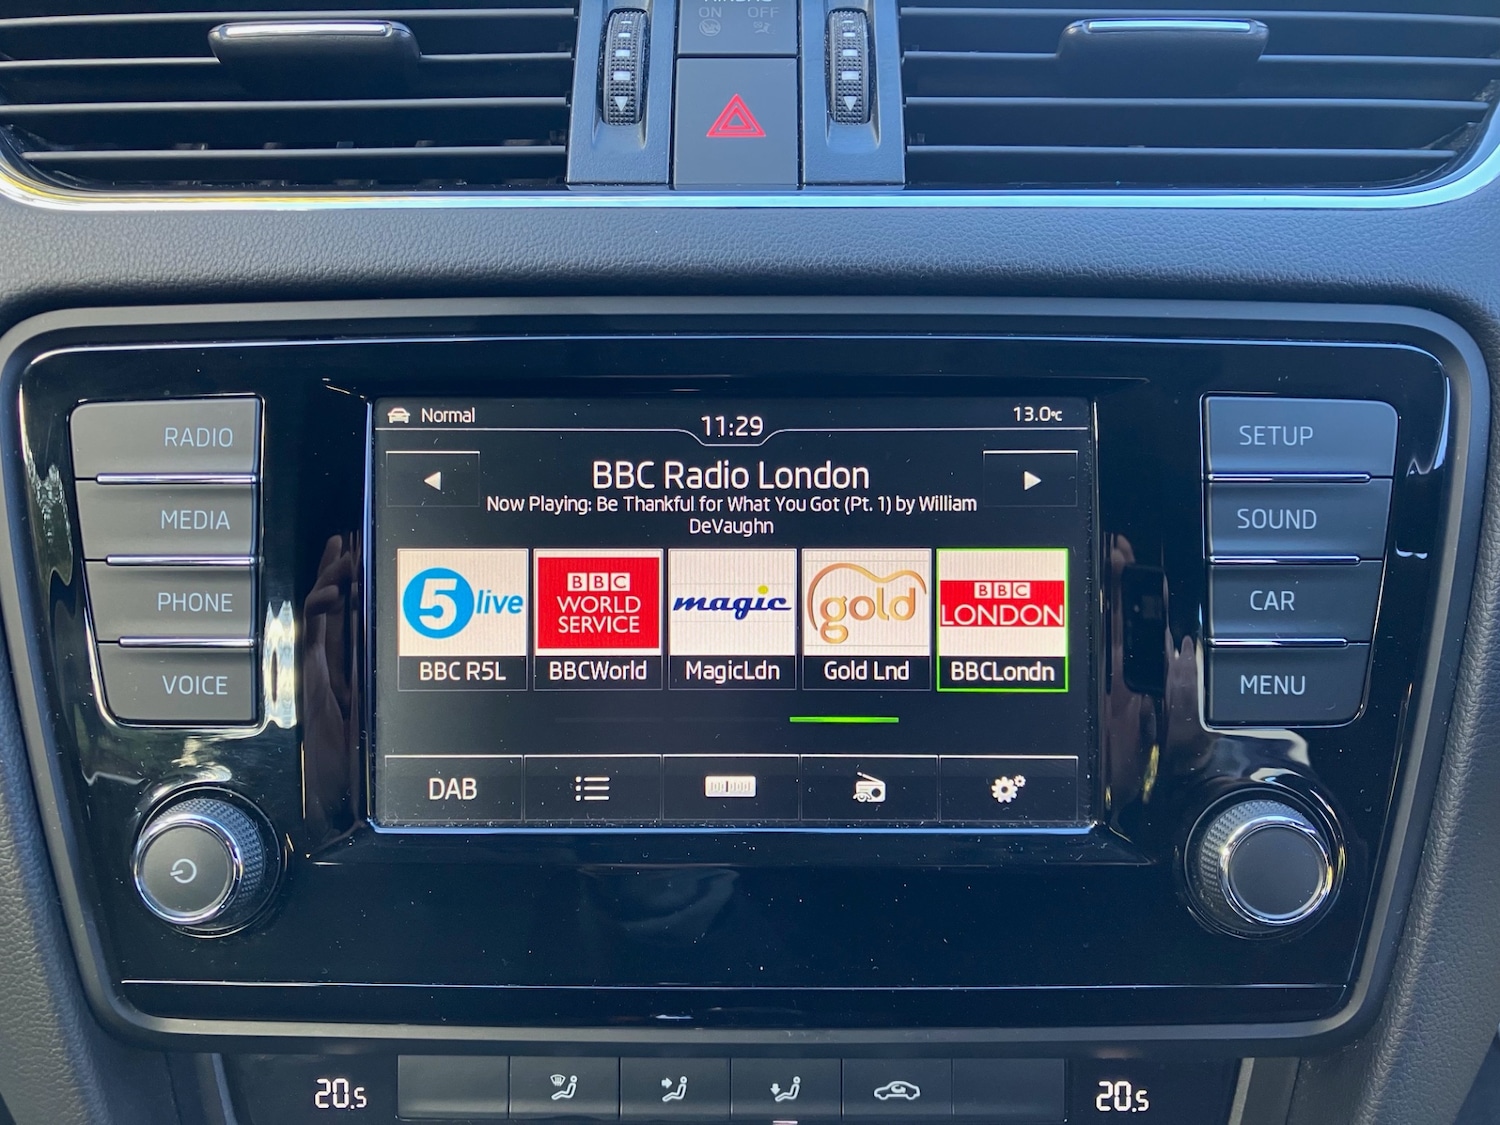 ON OFF
Normal
11:29
13.0°C
BBC Radio London
Now Playing: Be Thankful for What You Got (Pt. 1) by William
DeVaughn
5 live
BBC
WORLD
SERVICE
magic
gold
BBC
LONDON
BBC R5L
BBCWorld
MagicLdn
Gold Lnd
BBCLondn
DAB
RADIO
MEDIA
PHONE
VOICE
SETUP
SOUND
CAR
MENU
20.5
20.5